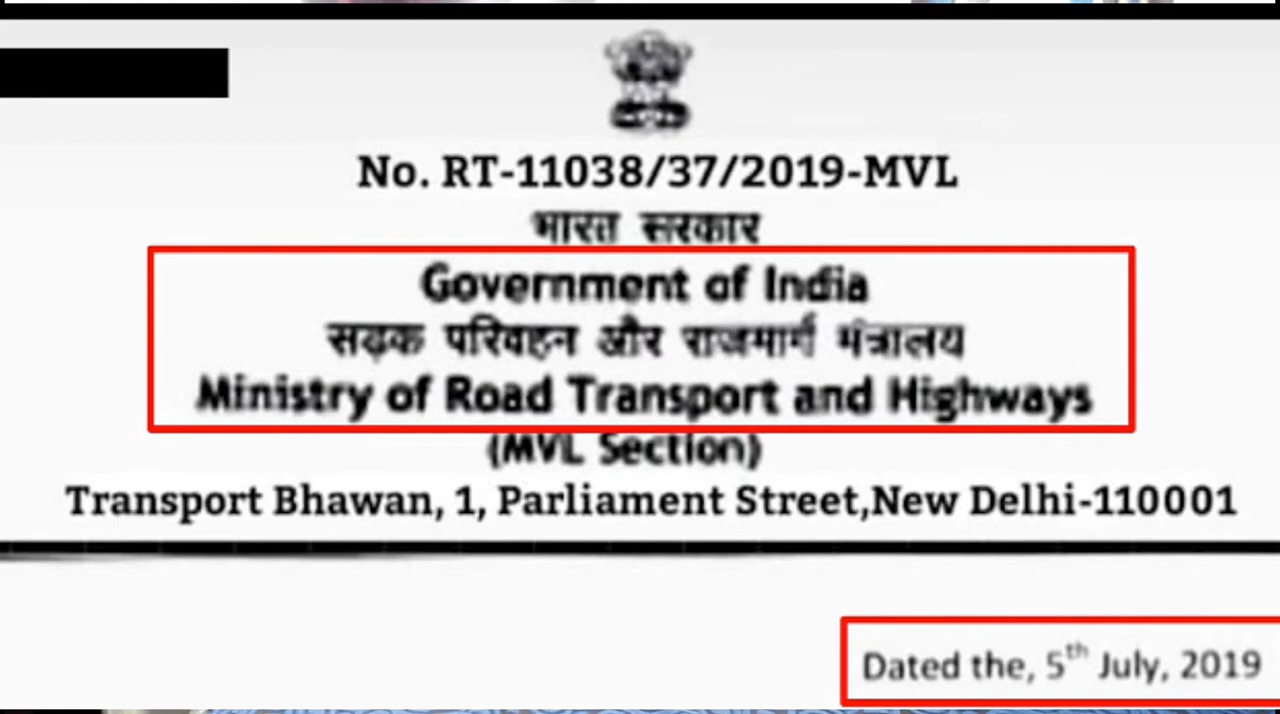 No. RT-11038/37/2019-MVL
भारत सरकार
Government of India
सड़क परिवहन और राजमार्ग मंत्रालय
Ministry of Road Transport and Highways
(MVL Section)
Transport Bhawan, 1, Parliament Street,New Delhi-110001
Dated the, 5th July, 2019